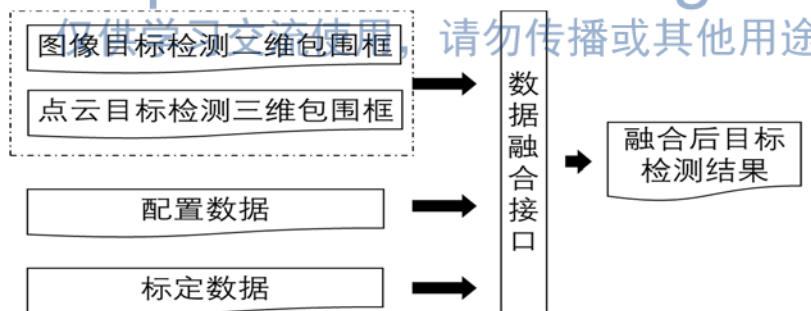 仅供学习交流使用，请勿传播或其他用途
图像目标检测二维包围框
点云目标检测三维包围框
配置数据
标定数据
数据融合接口
融合后目标
检测结果